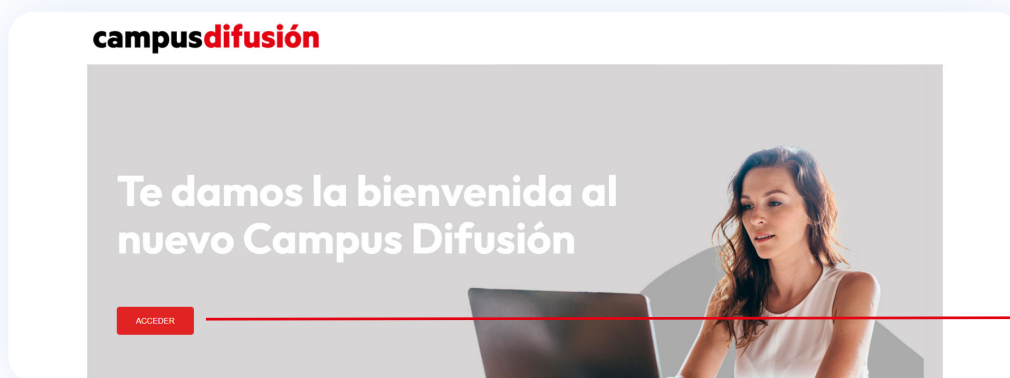 campusdifusión
Te damos la bienvenida al
nuevo Campus Difusión
ACCEDER